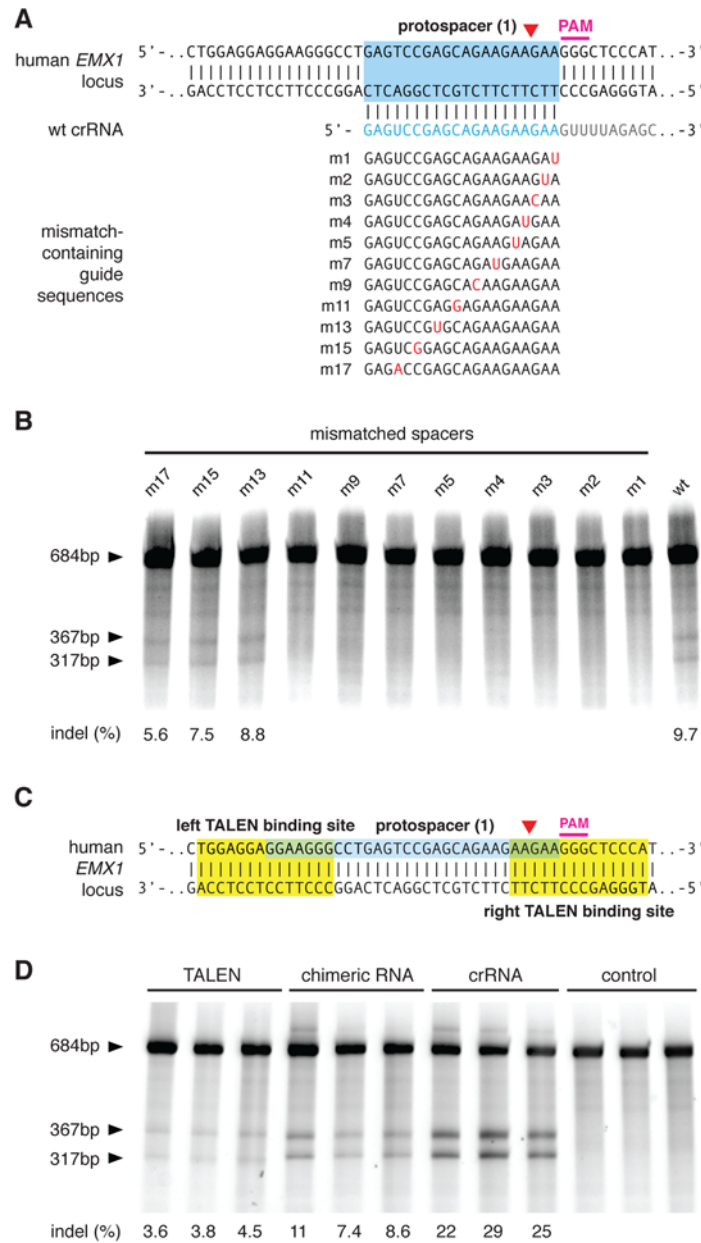 A
protospacer (1)
PAM
human EMX1 locus
5'-..CTGGAGGAGGAAGGGCCTGAGTCCGAGCAGAAGAAGAAGGGCTCCCAT..-3'
3'-..GACCTCCTCCTTCCCGGACTCAGGCTCGTCTTCTTCTTCCCGAGGGTA..-5'
wt crRNA 5'- GAGUCCGAGCAGAAGAAGAAGUUUUAGAGC..-3'
mismatch-containing guide sequences
m1 GAGUCCGAGCAGAAGAAGAU
m2 GAGUCCGAGCAGAAGAAGUA
m3 GAGUCCGAGCAGAAGAACAA
m4 GAGUCCGAGCAGAAGAUGAA
m5 GAGUCCGAGCAGAAGUAGAA
m7 GAGUCCGAGCAGAUGAAGAA
m9 GAGUCCGAGCACAAGAAGAA
m11 GAGUCCGAGGAGAAGAAGAA
m13 GAGUCCGUGCAGAAGAAGAA
m15 GAGUCGGAGCAGAAGAAGAA
m17 GAGACCGAGCAGAAGAAGAA
B
mismatched spacers
m17 m15 m13 m11 m9 m7 m5 m4 m3 m2 m1 wt
684bp
367bp
317bp
indel (%) 5.6 7.5 8.8 9.7
C
left TALEN binding site protospacer (1) PAM
human EMX1 locus
5'-..CTGGAGGAGGAAGGGCCTGAGTCCGAGCAGAAGAAGAAGGGCTCCCAT..-3'
3'-..GACCTCCTCCTTCCCGGACTCAGGCTCGTCTTCTTCTTCCCGAGGGTA..-5'
right TALEN binding site
D
TALEN chimeric RNA crRNA control
684bp
367bp
317bp
indel (%) 3.6 3.8 4.5 11 7.4 8.6 22 29 25